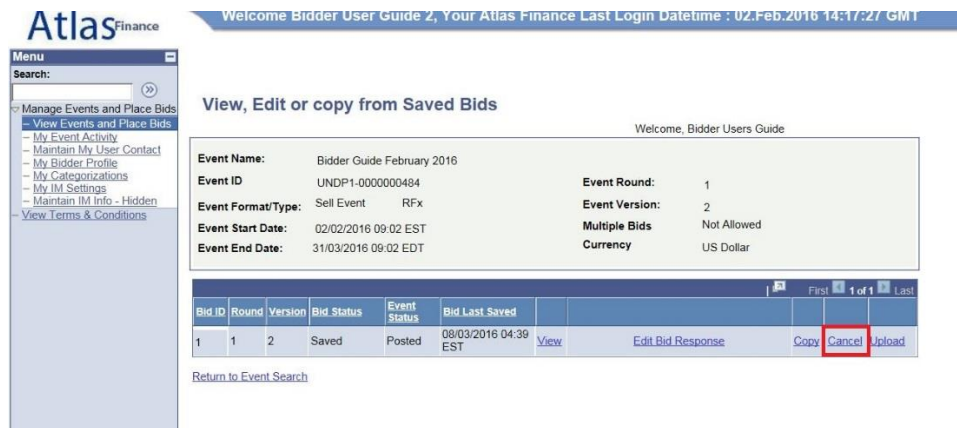 Atlas Finance
Welcome Bidder User Guide 2, Your Atlas Finance Last Login Datetime : 02.Feb.2016 14:17:27 GMT
Menu
Search:
Manage Events and Place Bids
– View Events and Place Bids
– My Event Activity
– Maintain My User Contact
– My Bidder Profile
– My Categorizations
– My IM Settings
– Maintain IM Info - Hidden
– View Terms & Conditions
View, Edit or copy from Saved Bids
Welcome, Bidder Users Guide
Event Name: Bidder Guide February 2016
Event ID UNDP1-0000000484 Event Round: 1
Event Format/Type: Sell Event RFx Event Version: 2
Event Start Date: 02/02/2016 09:02 EST Multiple Bids Not Allowed
Event End Date: 31/03/2016 09:02 EDT Currency US Dollar
| First 1 of 1 Last
Bid ID Round Version Bid Status Event Status Bid Last Saved
1 1 2 Saved Posted 08/03/2016 04:39 EST View Edit Bid Response Copy Cancel Upload
Return to Event Search